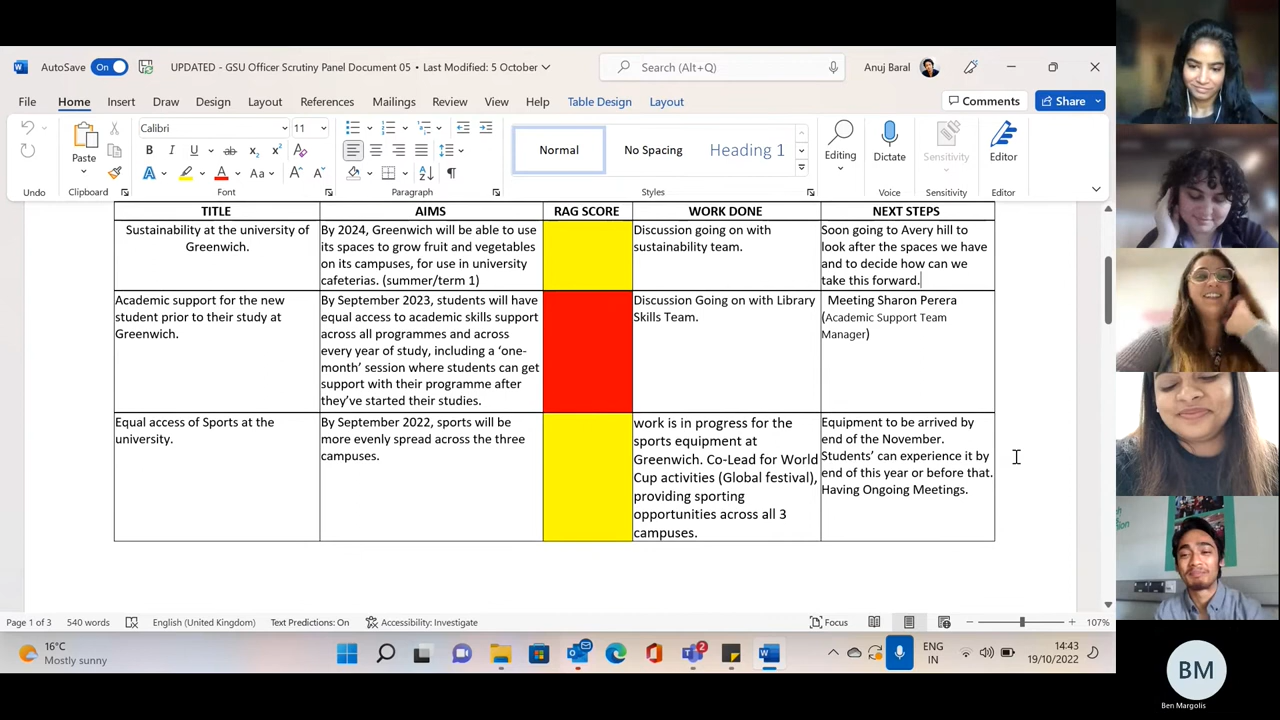 AutoSave On UPDATED - GSU Officer Scrutiny Panel Document 05 • Last Modified: 5 October Search (Alt+Q) Anuj Baral
File Home Insert Draw Design Layout References Mailings Review View Help Table Design Layout Comments Share
Calibri 11 Normal No Spacing Heading 1
Paste Editing Dictate Sensitivity Editor
Undo Clipboard Font Paragraph Styles Voice Sensitivity Editor
TITLE AIMS RAG SCORE WORK DONE NEXT STEPS
Sustainability at the university of
Greenwich.
By 2024, Greenwich will be able to use
its spaces to grow fruit and vegetables
on its campuses, for use in university
cafeterias. (summer/term 1)
Discussion going on with
sustainability team.
Soon going to Avery hill to
look after the spaces we have
and to decide how can we
take this forward.
Academic support for the new
student prior to their study at
Greenwich.
By September 2023, students will have
equal access to academic skills support
across all programmes and across
every year of study, including a ‘one-
month’ session where students can get
support with their programme after
they’ve started their studies.
Discussion Going on with Library
Skills Team.
Meeting Sharon Perera
(Academic Support Team
Manager)
Equal access of Sports at the
university.
By September 2022, sports will be
more evenly spread across the three
campuses.
work is in progress for the
sports equipment at
Greenwich. Co-Lead for World
Cup activities (Global festival),
providing sporting
opportunities across all 3
campuses.
Equipment to be arrived by
end of the November.
Students’ can experience it by
end of this year or before that.
Having Ongoing Meetings.
Page 1 of 3 540 words English (United Kingdom) Text Predictions: On Accessibility: Investigate Focus 107%
16°C
Mostly sunny
2
ENG
IN
14:43
19/10/2022
BM
Ben Margolis